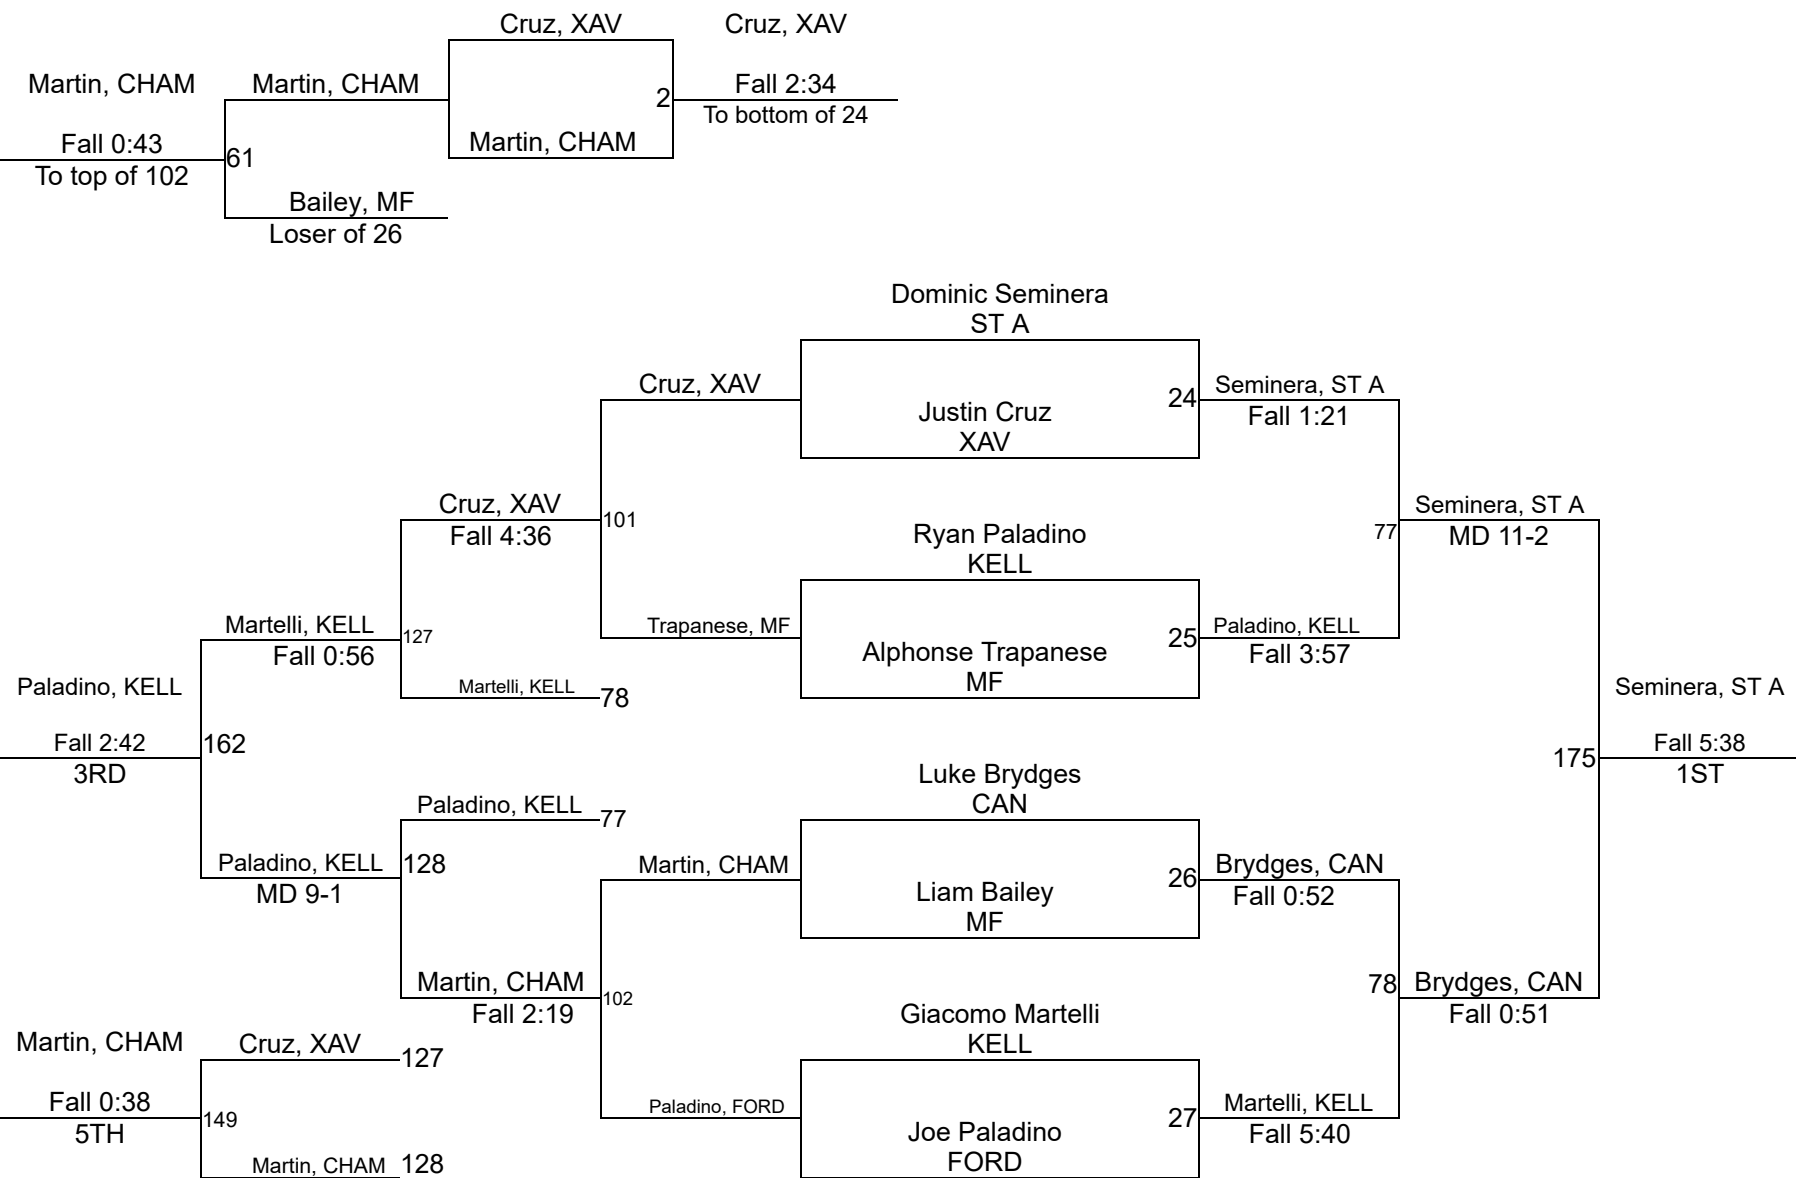 Cruz, XAV
Cruz, XAV
Martin, CHAM
Martin, CHAM
Fall 2:34
2
To bottom of 24
Fall 0:43
Martin, CHAM
61
To top of 102
Bailey, MF
Loser of 26
Dominic Seminera
ST A
Cruz, XAV
24
Seminera, ST A
Justin Cruz
Fall 1:21
XAV
Cruz, XAV
Seminera, ST A
101
Fall 4:36
Ryan Paladino
77
MD 11-2
KELL
Martelli, KELL
Trapanese, MF
25
Paladino, KELL
127
Fall 0:56
Alphonse Trapanese
Fall 3:57
MF
Paladino, KELL
Martelli, KELL
78
Seminera, ST A
Fall 2:42
162
175
Fall 5:38
3RD
1ST
Luke Brydges
CAN
Paladino, KELL
77
Paladino, KELL
128
Martin, CHAM
26
Brydges, CAN
MD 9-1
Liam Bailey
Fall 0:52
MF
Martin, CHAM
102
78
Brydges, CAN
Fall 2:19
Giacomo Martelli
Fall 0:51
KELL
Martin, CHAM
Cruz, XAV
127
Fall 0:38
149
Paladino, FORD
27
Martelli, KELL
5TH
Joe Paladino
Fall 5:40
FORD
Martin, CHAM
128